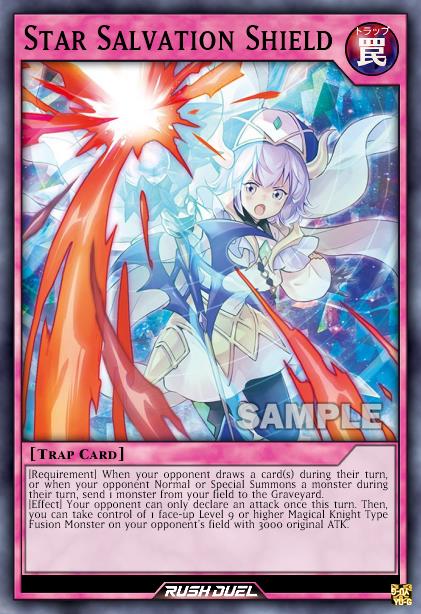 STAR SALVATION SHIELD
トラップ
罠
SAMPLE
[TRAP CARD]
[Requirement] When your opponent draws a card(s) during their turn,
or when your opponent Normal or Special Summons a monster during
their turn, send 1 monster from your field to the Graveyard.
[Effect] Your opponent can only declare an attack once this turn. Then,
you can take control of 1 face-up Level 9 or higher Magical Knight Type
Fusion Monster on your opponent's field with 3000 original ATK.
RUSH DUEL